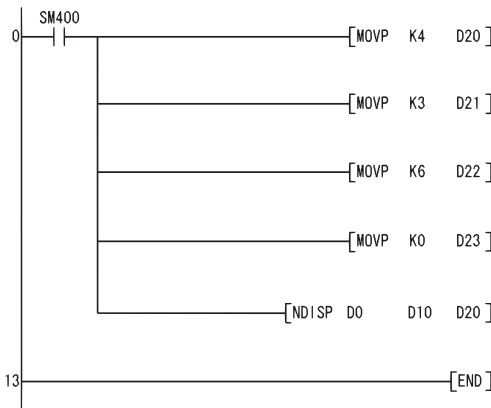 SM400
0 [MOVP K4 D20]
[MOVP K3 D21]
[MOVP K6 D22]
[MOVP K0 D23]
[NDISP D0 D10 D20]
13 [END]